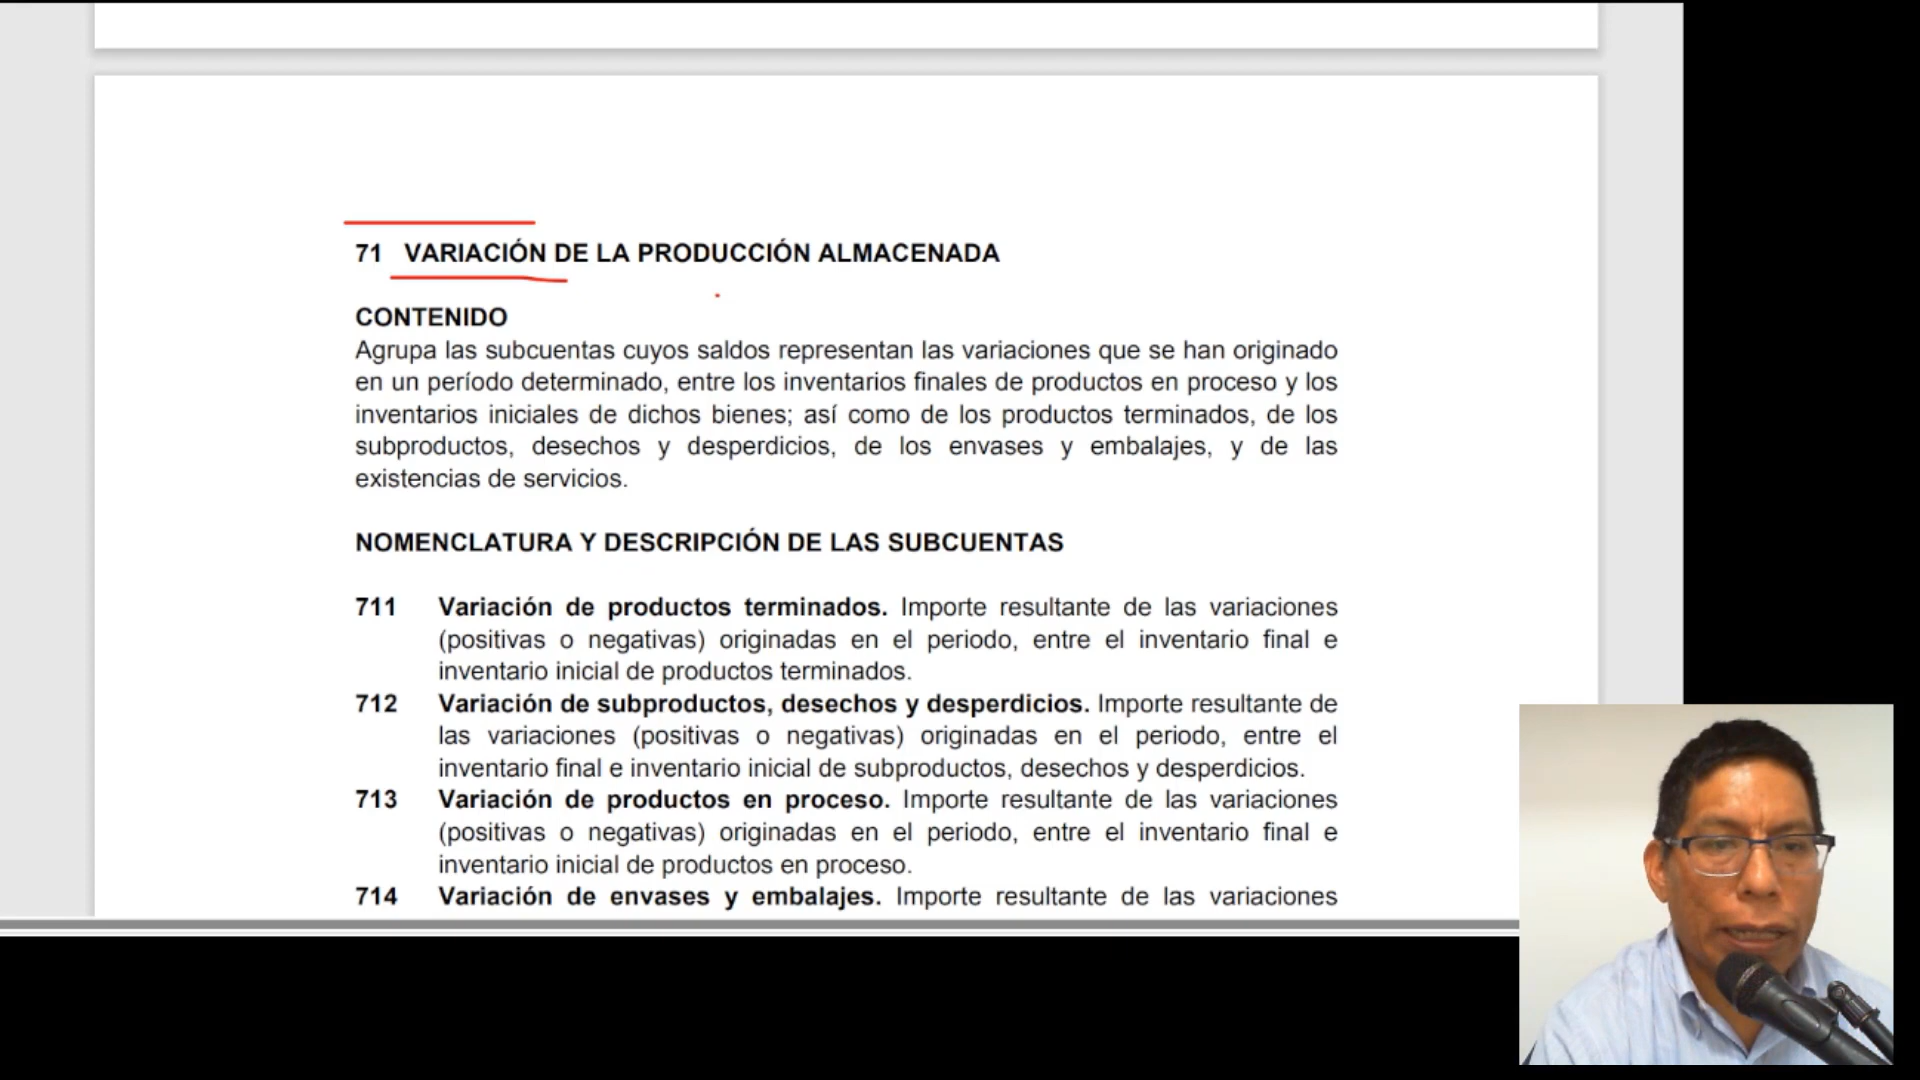 71 VARIACIÓN DE LA PRODUCCIÓN ALMACENADA
CONTENIDO
Agrupa las subcuentas cuyos saldos representan las variaciones que se han originado
en un período determinado, entre los inventarios finales de productos en proceso y los
inventarios iniciales de dichos bienes; así como de los productos terminados, de los
subproductos, desechos y desperdicios, de los envases y embalajes, y de las
existencias de servicios.
NOMENCLATURA Y DESCRIPCIÓN DE LAS SUBCUENTAS
711 Variación de productos terminados. Importe resultante de las variaciones
(positivas o negativas) originadas en el periodo, entre el inventario final e
inventario inicial de productos terminados.
712 Variación de subproductos, desechos y desperdicios. Importe resultante de
las variaciones (positivas o negativas) originadas en el periodo, entre el
inventario final e inventario inicial de subproductos, desechos y desperdicios.
713 Variación de productos en proceso. Importe resultante de las variaciones
(positivas o negativas) originadas en el periodo, entre el inventario final e
inventario inicial de productos en proceso.
714 Variación de envases y embalajes. Importe resultante de las variaciones